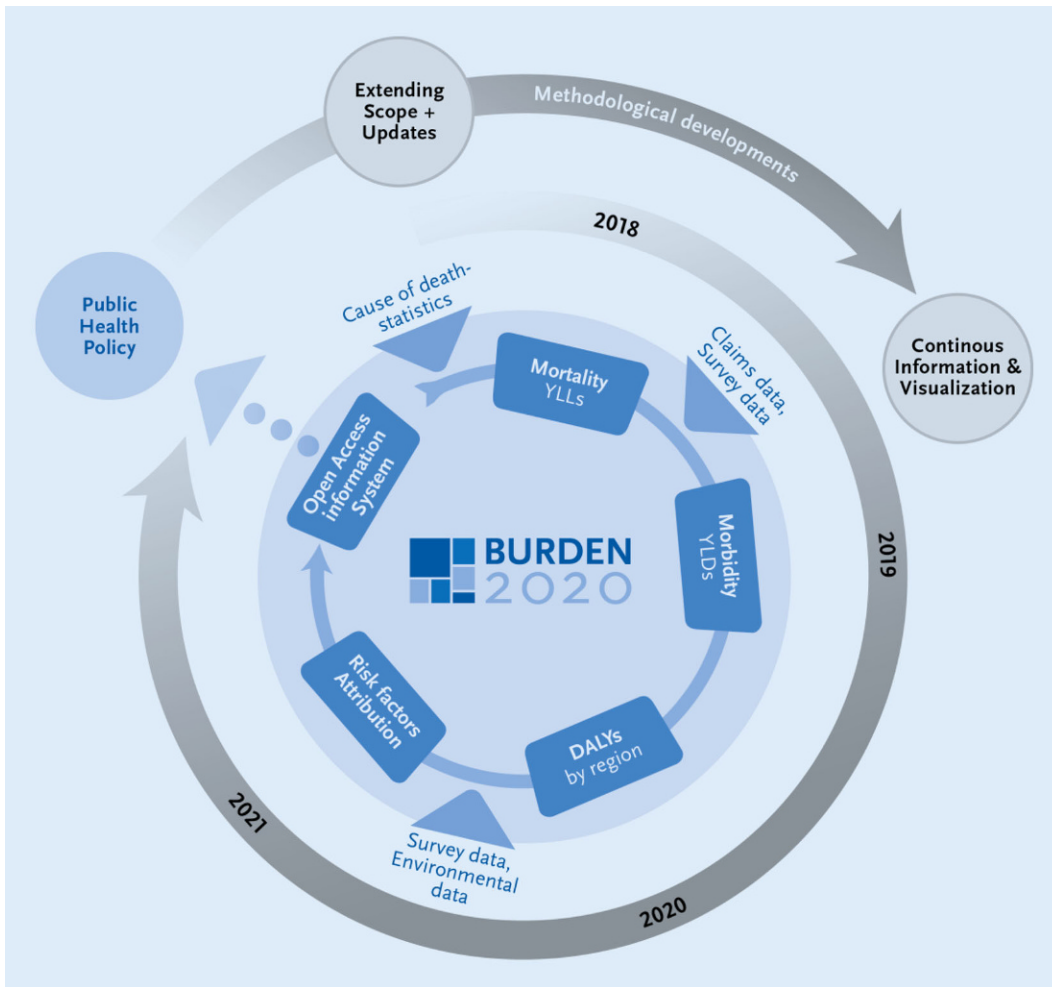 Extending
Scope +
Updates
Methodological developments
2018
Public
Health
Policy
Cause of death-
statistics
Claims data,
Survey data
Continous
Information &
Visualization
Mortality
YLLs
Open Access
information
System
Morbidity
YLDs
2019
BURDEN
2020
Risk factors
Attribution
DALYs
by region
2021
Survey data,
Environmental
data
2020